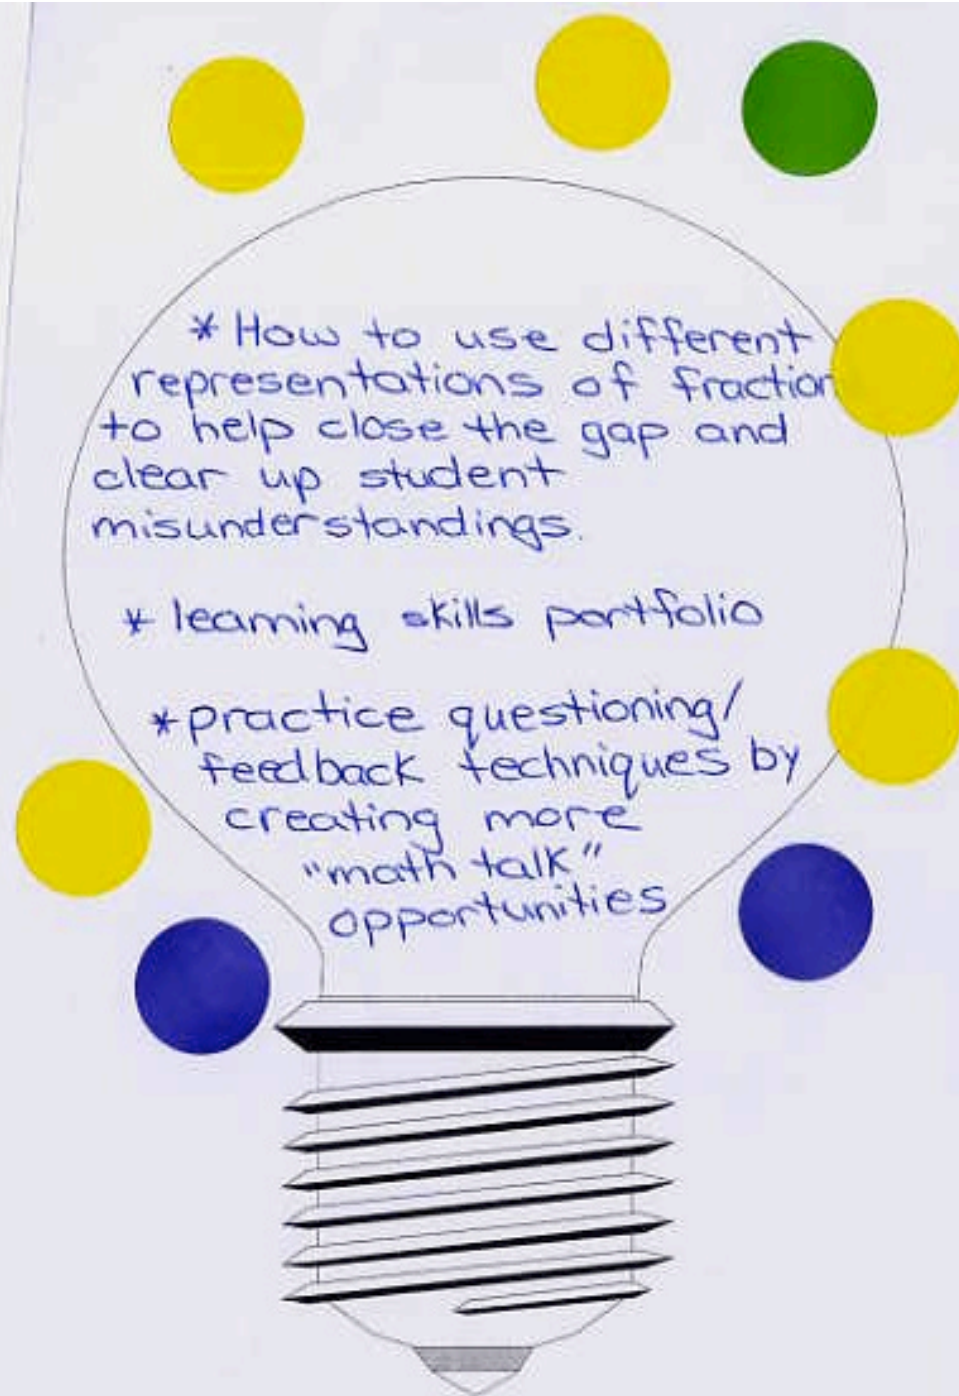 * How to use different
representations of fraction
to help close the gap and
clear up student
misunderstandings.
* learning skills portfolio
* practice questioning/
feedback techniques by
creating more
"math talk"
opportunities